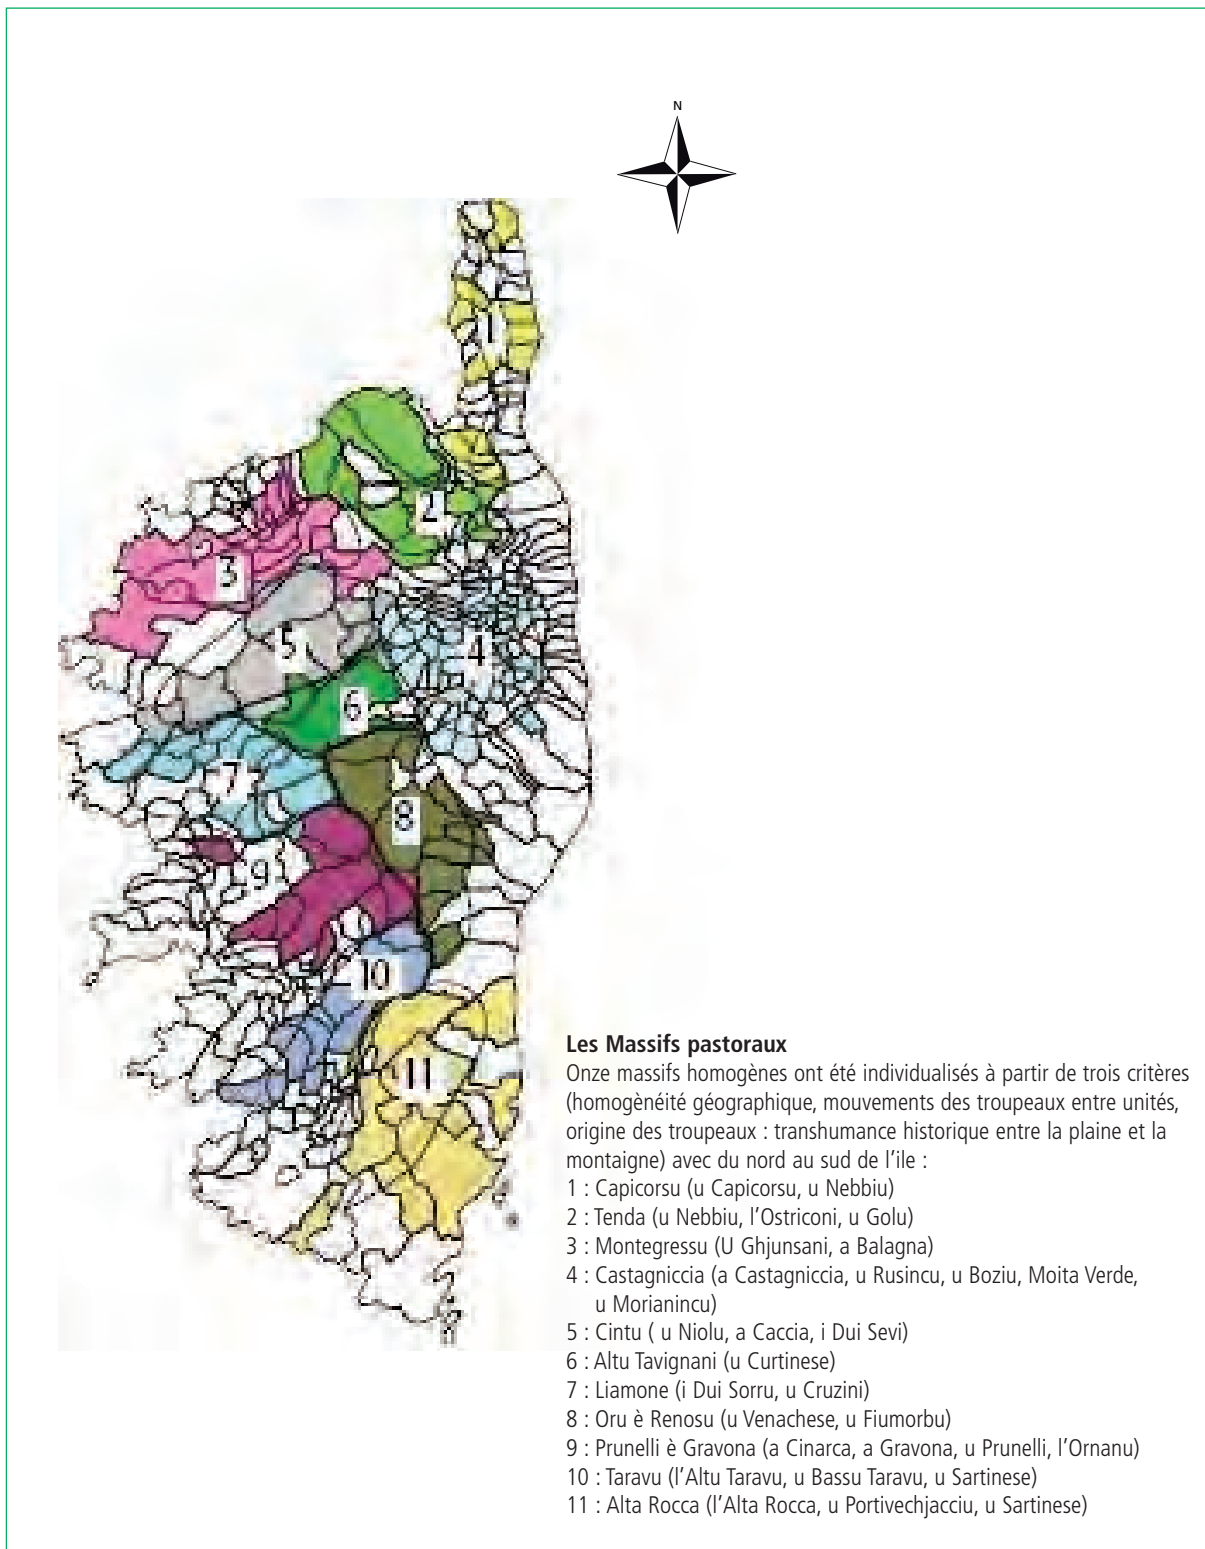 N
1
2
3
4
5
6
7
8
9
10
11
Les Massifs pastoraux
Onze massifs homogènes ont été individualisés à partir de trois critères
(homogènéité géographique, mouvements des troupeaux entre unités,
origine des troupeaux : transhumance historique entre la plaine et la
montaigne) avec du nord au sud de l’ile :
1 : Capicorsu (u Capicorsu, u Nebbiu)
2 : Tenda (u Nebbiu, l’Ostriconi, u Golu)
3 : Montegressu (U Ghjunsani, a Balagna)
4 : Castagniccia (a Castagniccia, u Rusincu, u Boziu, Moita Verde,
u Morianincu)
5 : Cintu ( u Niolu, a Caccia, i Dui Sevi)
6 : Altu Tavignani (u Curtinese)
7 : Liamone (i Dui Sorru, u Cruzini)
8 : Oru è Renosu (u Venachese, u Fiumorbu)
9 : Prunelli è Gravona (a Cinarca, a Gravona, u Prunelli, l’Ornanu)
10 : Taravu (l’Altu Taravu, u Bassu Taravu, u Sartinese)
11 : Alta Rocca (l’Alta Rocca, u Portivechjacciu, u Sartinese)